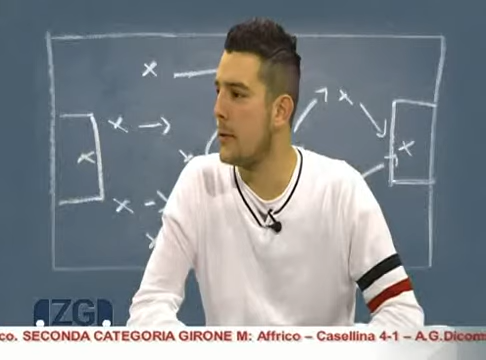 ZG
co. SECONDA CATEGORIA GIRONE M: Affrico – Casellina 4-1 – A.G.Dicom